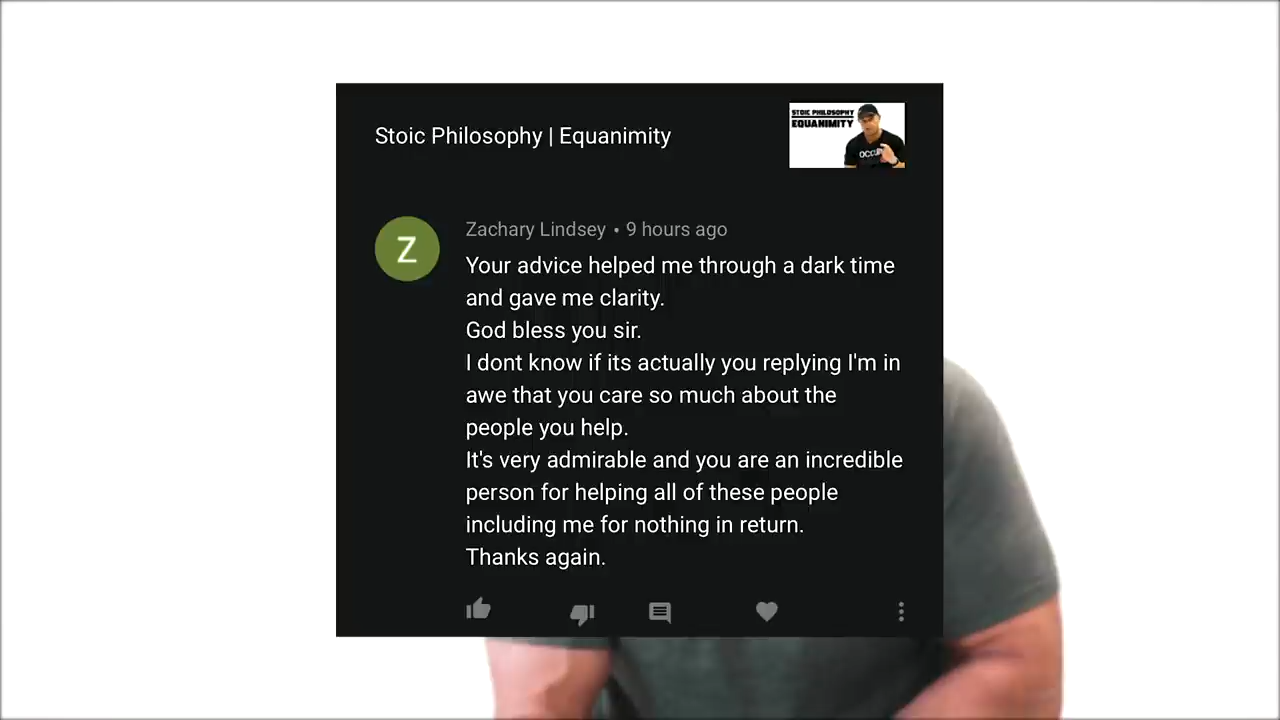 Stoic Philosophy | Equanimity
STOIC PHILOSOPHY
EQUANIMITY
Z
Zachary Lindsey • 9 hours ago
Your advice helped me through a dark time
and gave me clarity.
God bless you sir.
I dont know if its actually you replying I'm in
awe that you care so much about the
people you help.
It's very admirable and you are an incredible
person for helping all of these people
including me for nothing in return.
Thanks again.